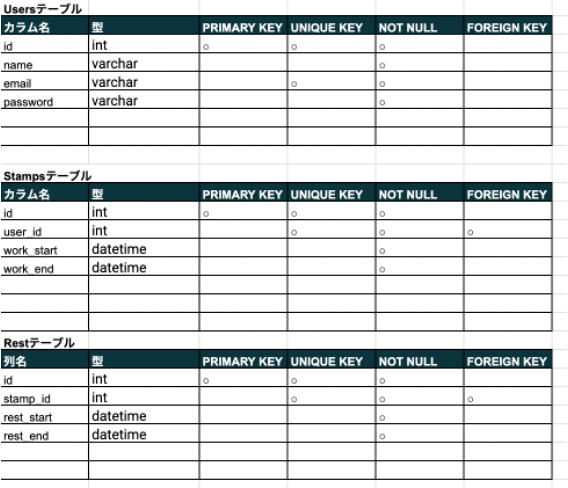 Usersテーブル
カラム名 型 PRIMARY KEY UNIQUE KEY NOT NULL FOREIGN KEY
id int ○ ○ ○
name varchar ○
email varchar ○ ○
password varchar ○
Stampsテーブル
カラム名 型 PRIMARY KEY UNIQUE KEY NOT NULL FOREIGN KEY
id int ○ ○ ○
user_id int ○ ○ ○
work_start datetime ○
work_end datetime ○
Restテーブル
列名 型 PRIMARY KEY UNIQUE KEY NOT NULL FOREIGN KEY
id int ○ ○ ○
stamp_id int ○ ○ ○
rest_start datetime ○
rest_end datetime ○